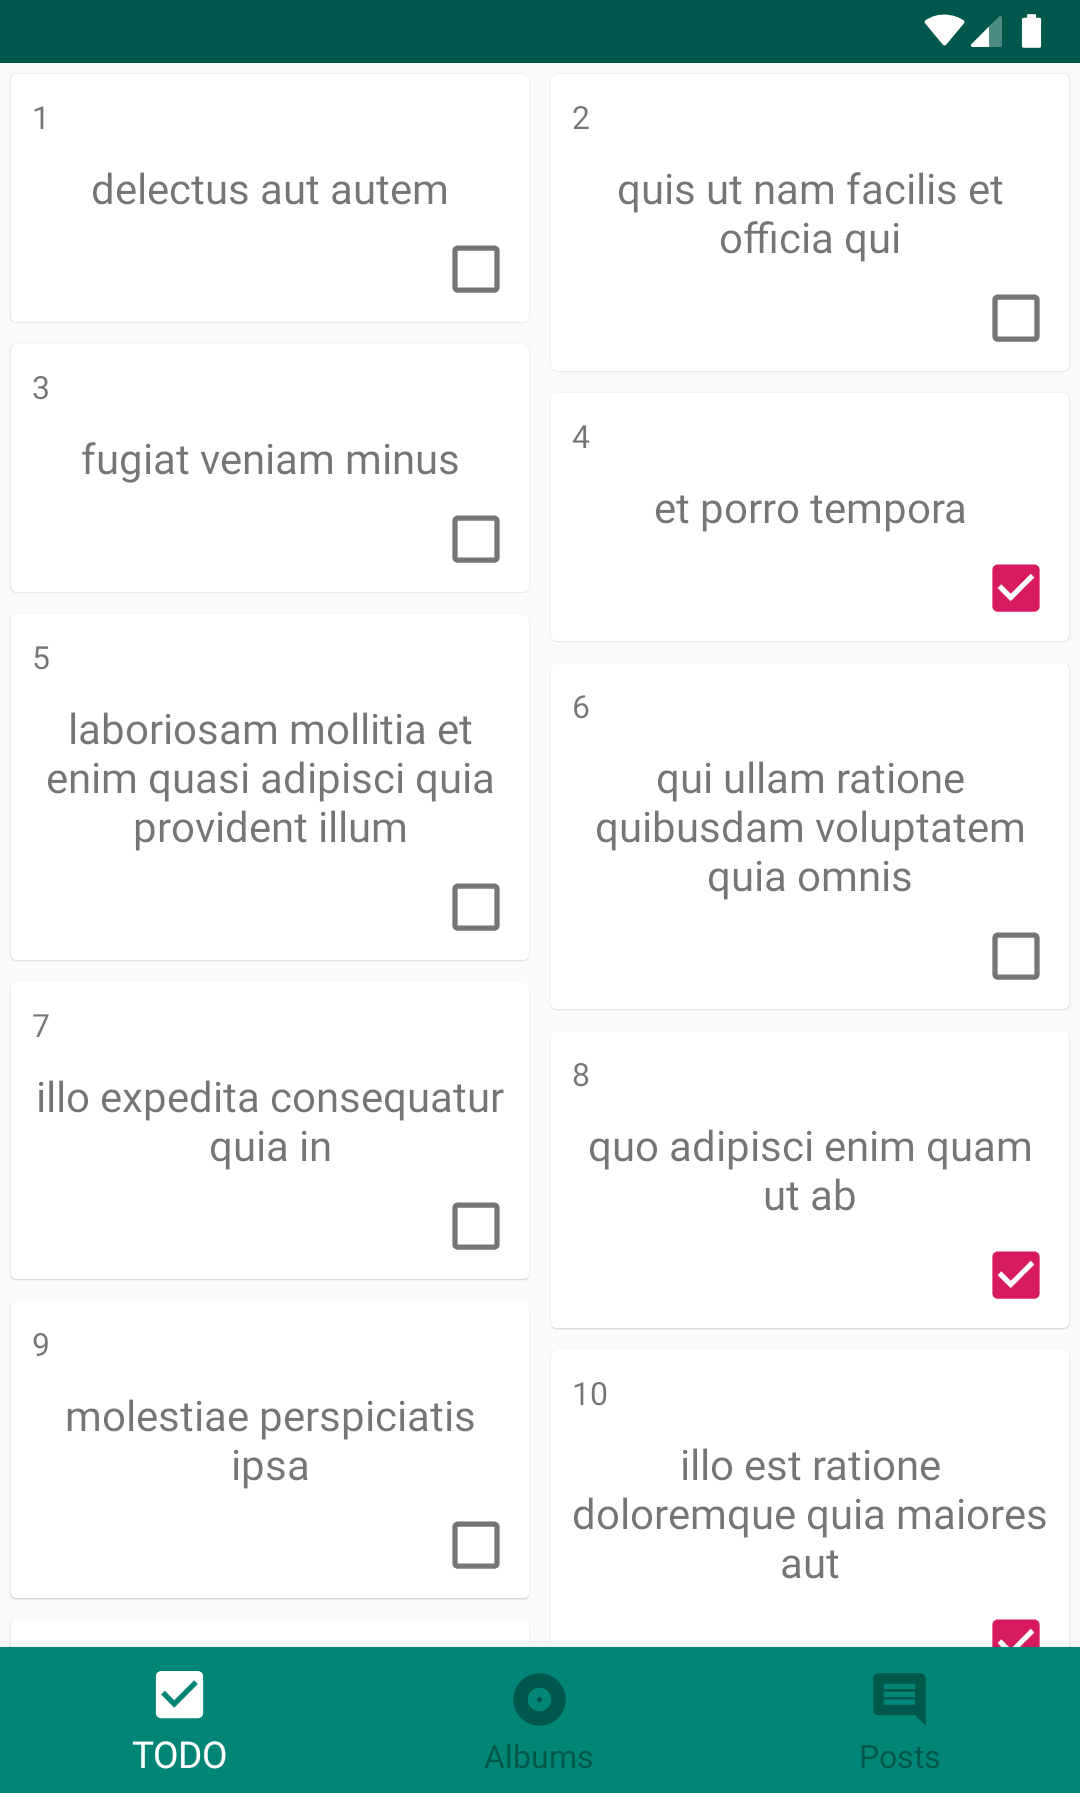 1
delectus aut autem
2
quis ut nam facilis et
officia qui
3
fugiat veniam minus
4
et porro tempora
5
laboriosam mollitia et
enim quasi adipisci quia
provident illum
6
qui ullam ratione
quibusdam voluptatem
quia omnis
7
illo expedita consequatur
quia in
8
quo adipisci enim quam
ut ab
9
molestiae perspiciatis
ipsa
10
illo est ratione
doloremque quia maiores
aut
TODO
Albums
Posts